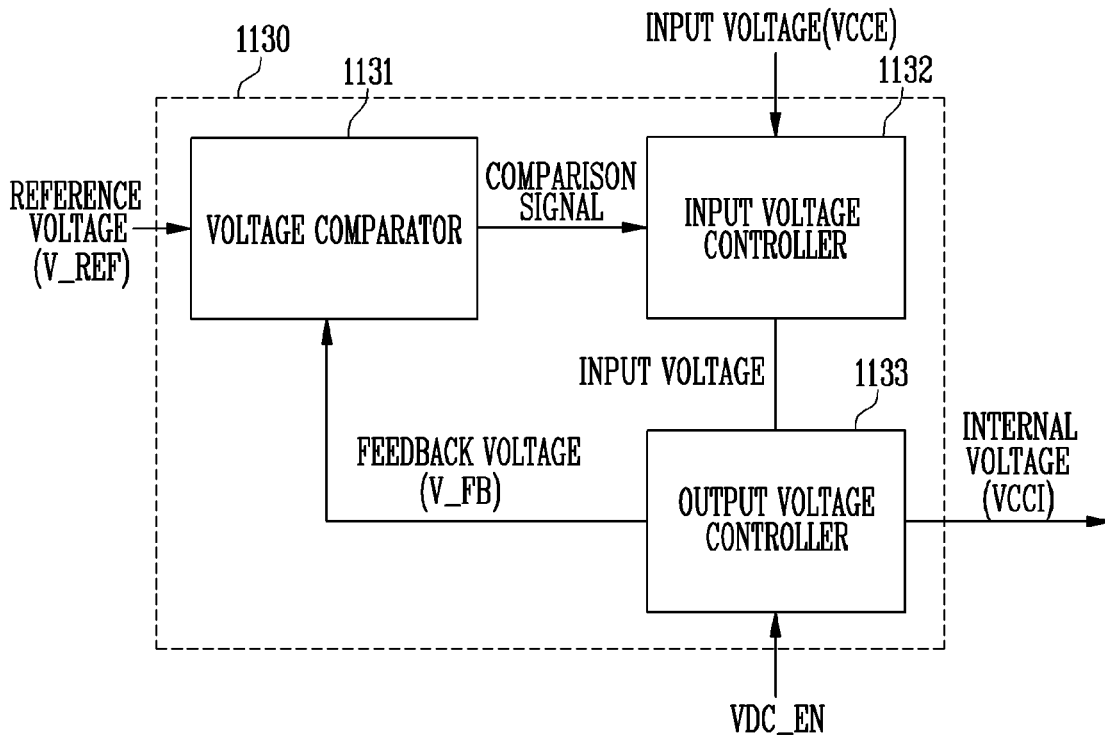 INPUT VOLTAGE(VCCE)
1130
1131
1132
REFERENCE
VOLTAGE
(V_REF)
VOLTAGE COMPARATOR
COMPARISON
SIGNAL
INPUT VOLTAGE
CONTROLLER
INPUT VOLTAGE
1133
FEEDBACK VOLTAGE
(V_FB)
OUTPUT VOLTAGE
CONTROLLER
INTERNAL
VOLTAGE
(VCCI)
VDC_EN